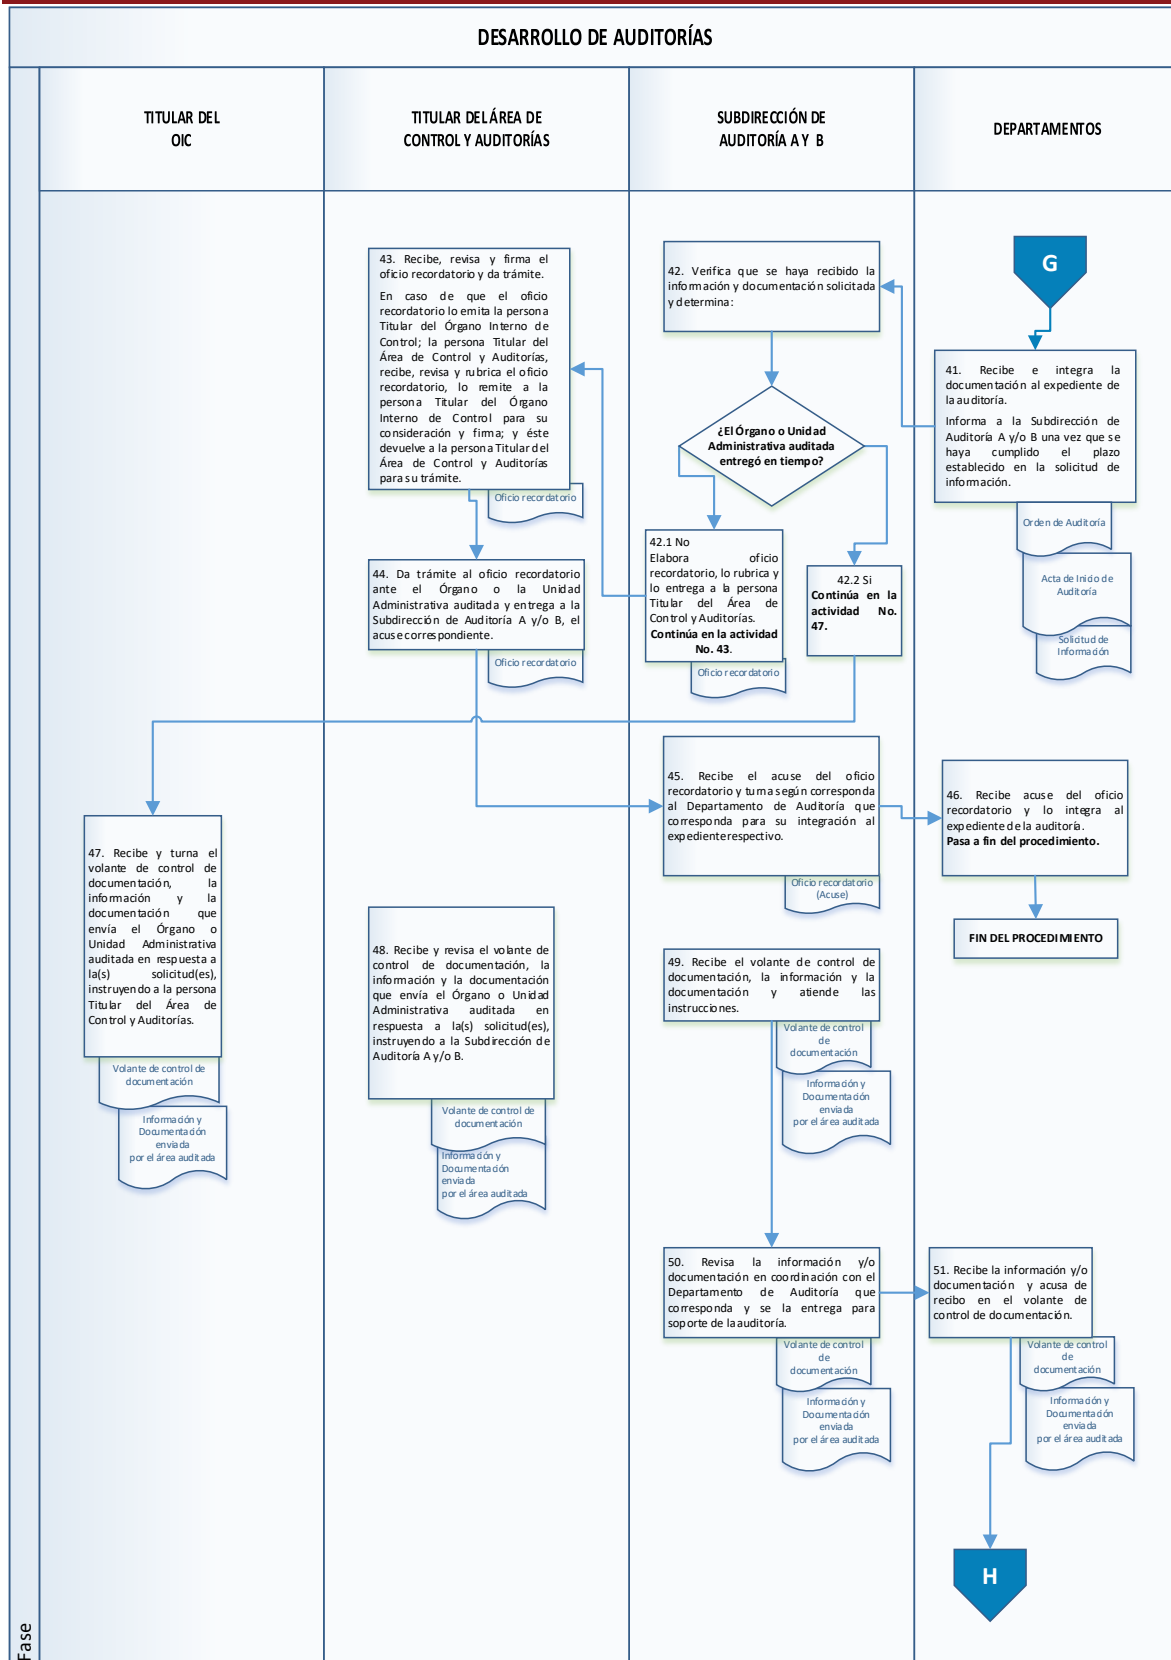 DESARROLLO DE AUDITORÍAS
TITULAR DEL
OIC
TITULAR DEL ÁREA DE
CONTROL Y AUDITORÍAS
SUBDIRECCIÓN DE
AUDITORÍA A Y B
DEPARTAMENTOS
G
41. Recibe e integra la
documentación al expediente de
la auditoría.
Informa a la Subdirección de
Auditoría A y/o B una vez que se
haya cumplido el plazo
establecido en la solicitud de
información.
Orden de Auditoría
Acta de Inicio de
Auditoría
Solicitud de
Información
42. Verifica que se haya recibido la
información y documentación solicitada
y determina:
¿El Órgano o Unidad
Administrativa auditada
entregó en tiempo?
42.1 No
Elabora oficio
recordatorio, lo rubrica y
lo entrega a la persona
Titular del Área de
Control y Auditorías.
Continúa en la actividad
No. 43.
Oficio recordatorio
42.2 Si
Continúa en la
actividad No.
47.
43. Recibe, revisa y firma el
oficio recordatorio y da trámite.
En caso de que el oficio
recordatorio lo emita la persona
Titular del Órgano Interno de
Control; la persona Titular del
Área de Control y Auditorías,
recibe, revisa y rubrica el oficio
recordatorio, lo remite a la
persona Titular del Órgano
Interno de Control para su
consideración y firma; y éste
devuelve a la persona Titular del
Área de Control y Auditorías
para su trámite.
Oficio recordatorio
44. Da trámite al oficio recordatorio
ante el Órgano o la Unidad
Administrativa auditada y entrega a la
Subdirección de Auditoría A y/o B, el
acuse correspondiente.
Oficio recordatorio
45. Recibe el acuse del oficio
recordatorio y turna según corresponda
al Departamento de Auditoría que
corresponda para su integración al
expediente respectivo.
Oficio recordatorio
(Acuse)
46. Recibe acuse del oficio
recordatorio y lo integra al
expediente de la auditoría.
Pasa a fin del procedimiento.
FIN DEL PROCEDIMIENTO
47. Recibe y turna el
volante de control de
documentación, la
información y la
documentación que
envía el Órgano o
Unidad Administrativa
auditada en respuesta a
la(s) solicitud(es),
instruyendo a la persona
Titular del Área de
Control y Auditorías.
Volante de control de
documentación
Información y
Documentación
enviada
por el área auditada
48. Recibe y revisa el volante de
control de documentación, la
información y la documentación
que envía el Órgano o Unidad
Administrativa auditada en
respuesta a la(s) solicitud(es),
instruyendo a la Subdirección de
Auditoría A y/o B.
Volante de control de
documentación
Información y
Documentación
enviada
por el área auditada
49. Recibe el volante de control de
documentación, la información y la
documentación y atiende las
instrucciones.
Volante de control
de
documentación
Información y
Documentación
enviada
por el área auditada
50. Revisa la información y/o
documentación en coordinación con el
Departamento de Auditoría que
corresponda y se la entrega para
soporte de la auditoría.
Volante de control
de
documentación
Información y
Documentación
enviada
por el área auditada
51. Recibe la información y/o
documentación y acusa de
recibo en el volante de
control de documentación.
Volante de control
de
documentación
Información y
Documentación
enviada
por el área auditada
H
Fase